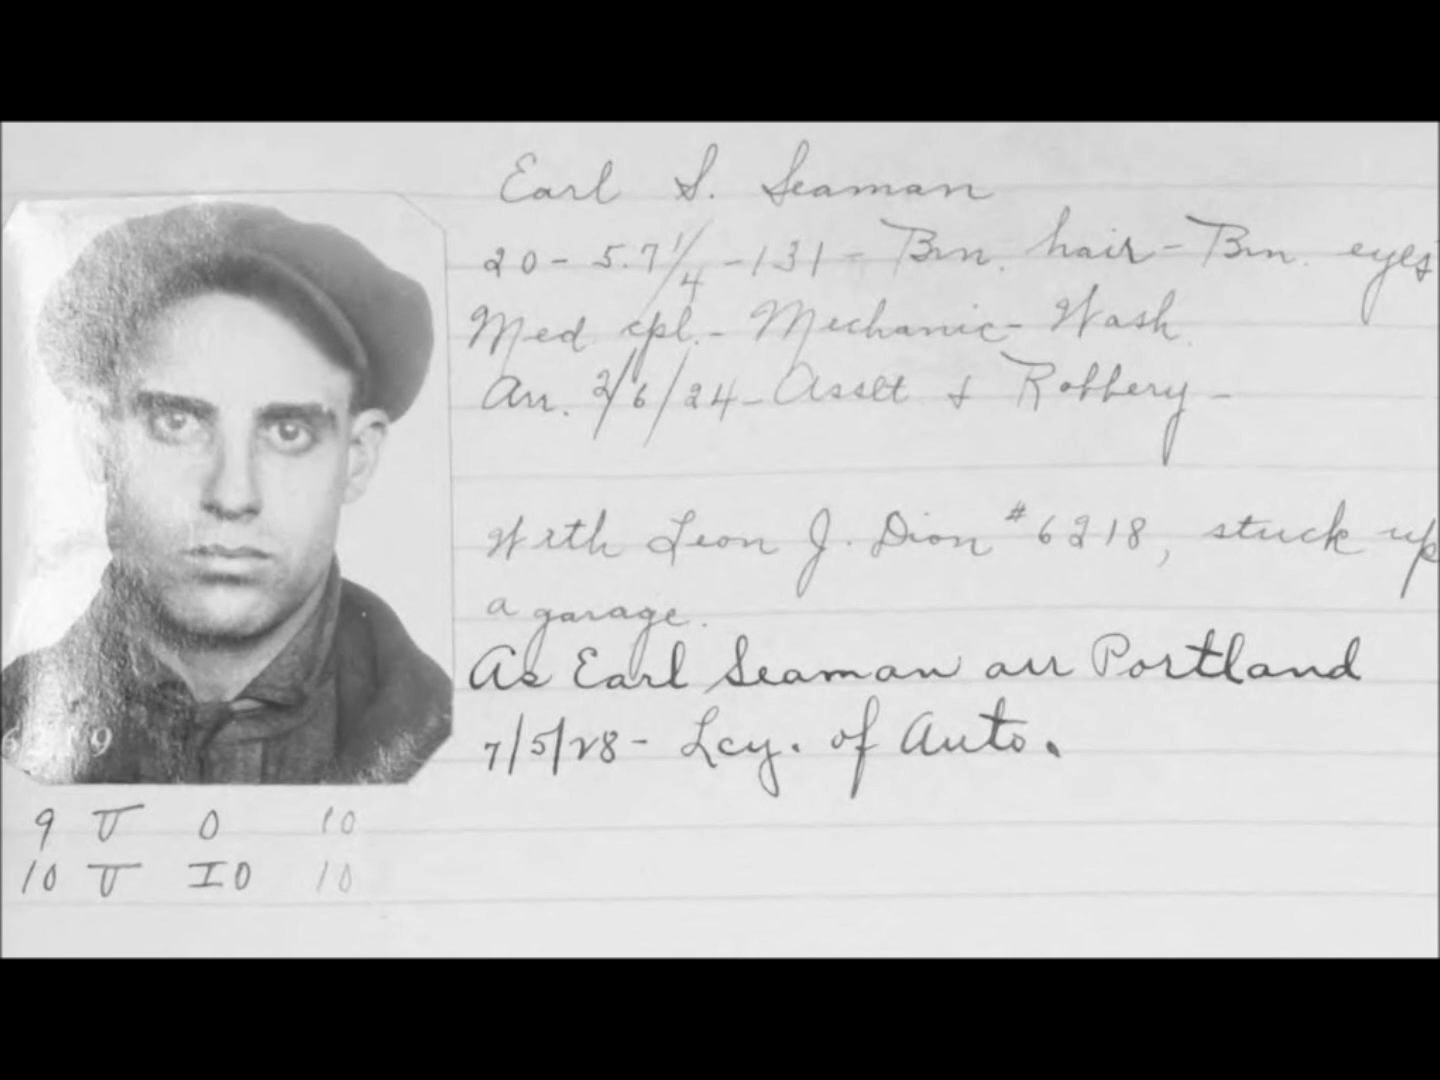 Earl S. Seaman
20 - 5.7 1/4 - 131 - Brn. hair - Brn. eyes
Med cpl. - Mechanic - Wash.
Arr. 2/6/24 - Asslt & Robbery -
With Leon J. Dion #6218, stuck up
a garage.
As Earl Seaman arr Portland
7/5/28 - Lcy. of Auto.
9 U O 10
10 U IO 10